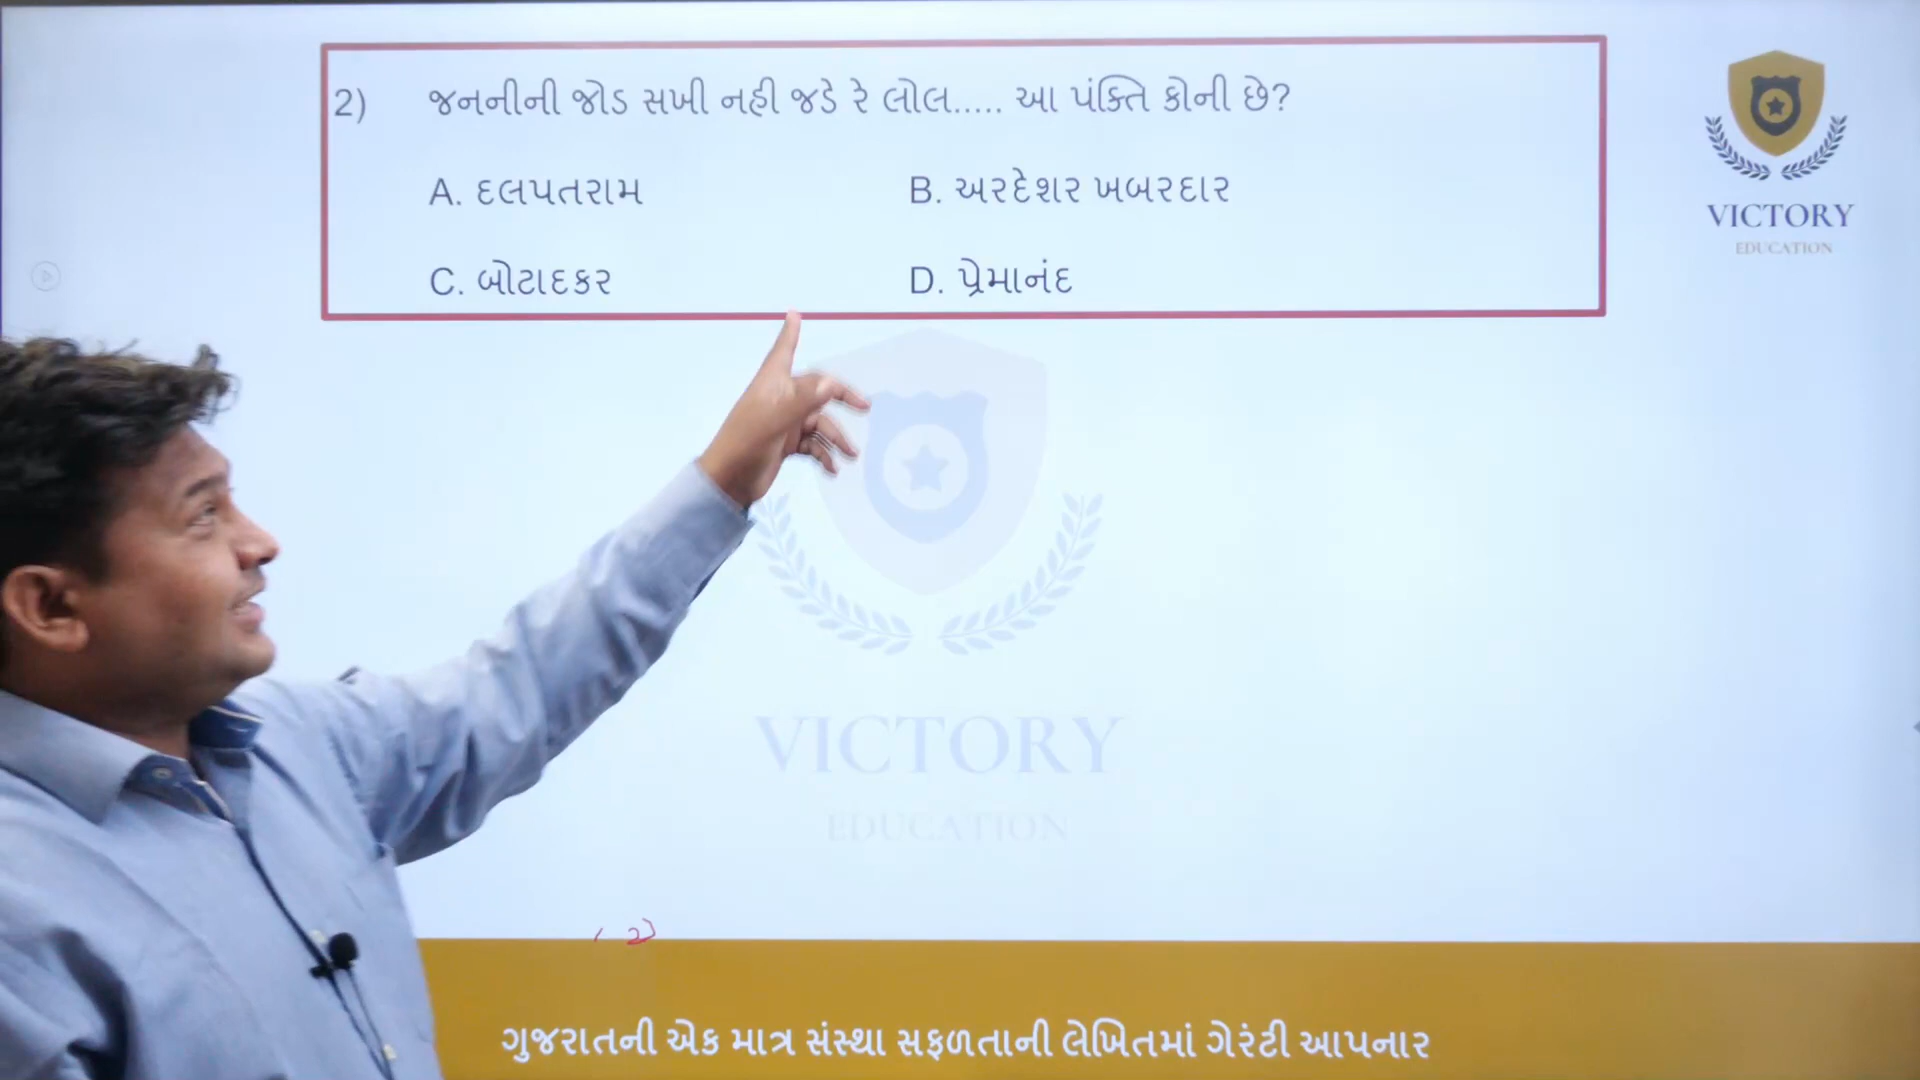 2) જનનીની જોડ સખી નહી જડે રે લોલ..... આ પંક્તિ કોની છે?
A. દલપતરામ
B. અરદેશર ખબરદાર
C. બોટાદકર
D. પ્રેમાનંદ
VICTORY
EDUCATION
VICTORY
EDUCATION
ગુજરાતની એક માત્ર સંસ્થા સફળતાની લેખિતમાં ગેરંટી આપનાર